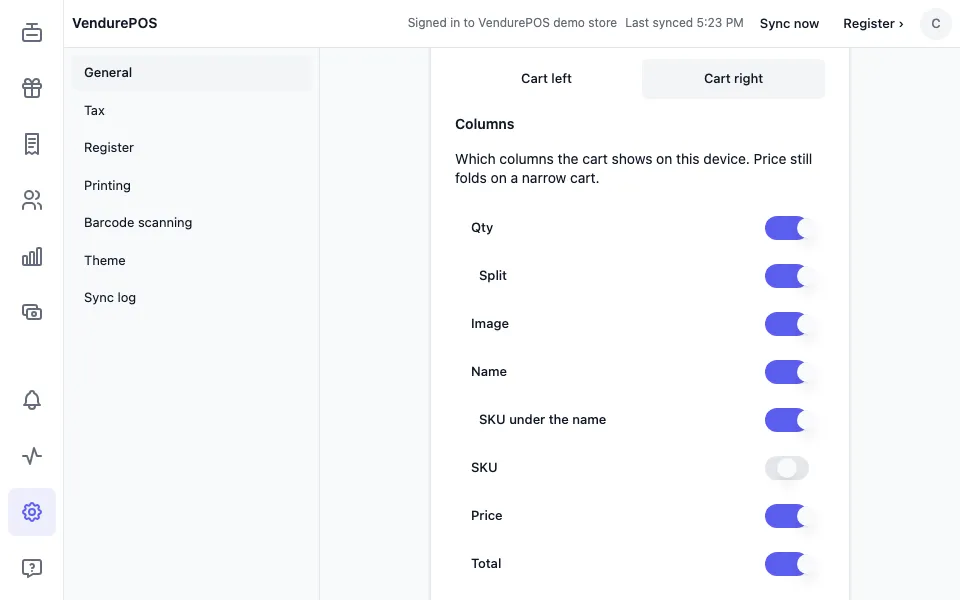 VendurePOS
Signed in to VendurePOS demo store
Last synced 5:23 PM
Sync now
Register ›
C
General
Tax
Register
Printing
Barcode scanning
Theme
Sync log
Cart left
Cart right
Columns
Which columns the cart shows on this device. Price still
folds on a narrow cart.
Qty
Split
Image
Name
SKU under the name
SKU
Price
Total